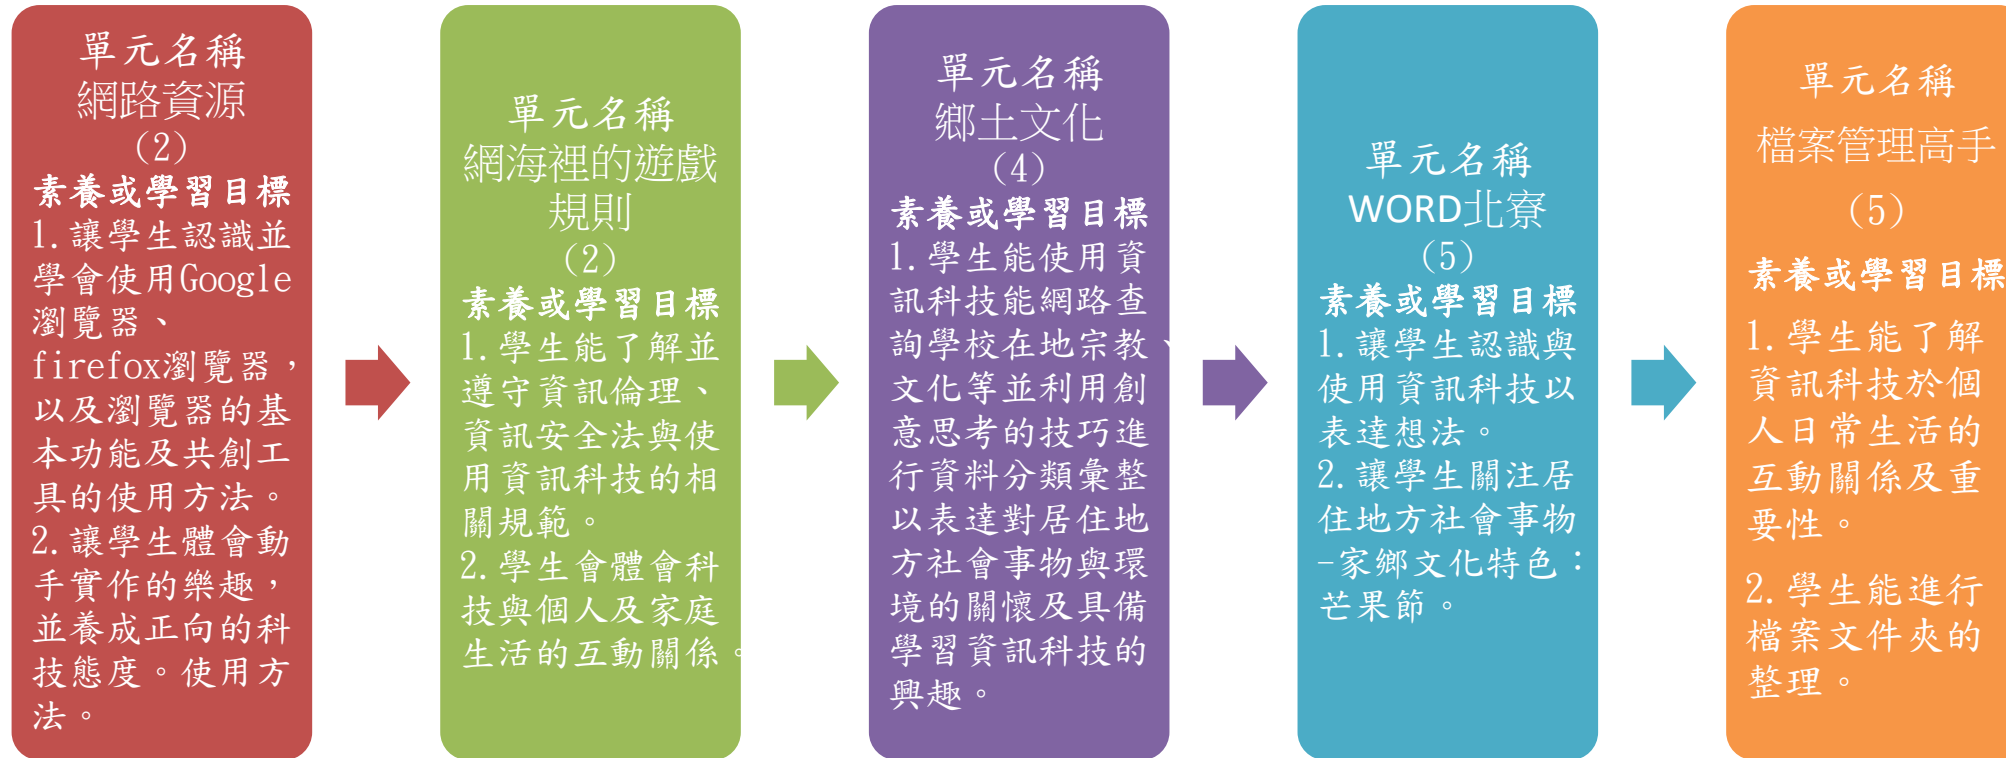 單元名稱
網路資源
(2)
素養或學習目標
1.讓學生認識並
學會使用Google
瀏覽器、
firefox瀏覽器，
以及瀏覽器的基
本功能及共創工
具的使用方法。
2.讓學生體會動
手實作的樂趣，
並養成正向的科
技態度。使用方
法。
單元名稱
網海裡的遊戲
規則
(2)
素養或學習目標
1.學生能了解並
遵守資訊倫理、
資訊安全法與使
用資訊科技的相
關規範。
2.學生會體會科
技與個人及家庭
生活的互動關係。
單元名稱
鄉土文化
(4)
素養或學習目標
1.學生能使用資
訊科技能網路查
詢學校在地宗教、
文化等並利用創
意思考的技巧進
行資料分類彙整
以表達對居住地
方社會事物與環
境的關懷及具備
學習資訊科技的
興趣。
單元名稱
WORD北寮
(5)
素養或學習目標
1.讓學生認識與
使用資訊科技以
表達想法。
2.讓學生關注居
住地方社會事物
-家鄉文化特色：
芒果節。
單元名稱
檔案管理高手
(5)
素養或學習目標
1.學生能了解
資訊科技於個
人日常生活的
互動關係及重
要性。
2.學生能進行
檔案文件夾的
整理。